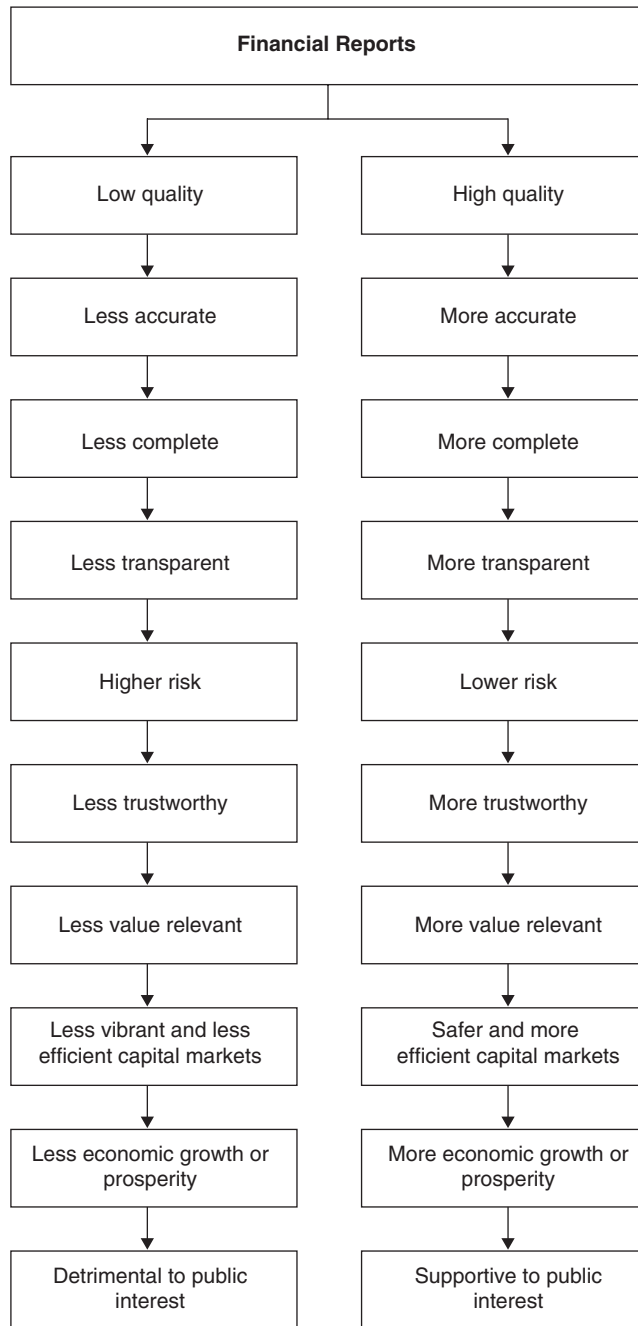 Financial Reports
Low quality
High quality
Less accurate
More accurate
Less complete
More complete
Less transparent
More transparent
Higher risk
Lower risk
Less trustworthy
More trustworthy
Less value relevant
More value relevant
Less vibrant and less
efficient capital markets
Safer and more
efficient capital markets
Less economic growth or
prosperity
More economic growth or
prosperity
Detrimental to public
interest
Supportive to public
interest